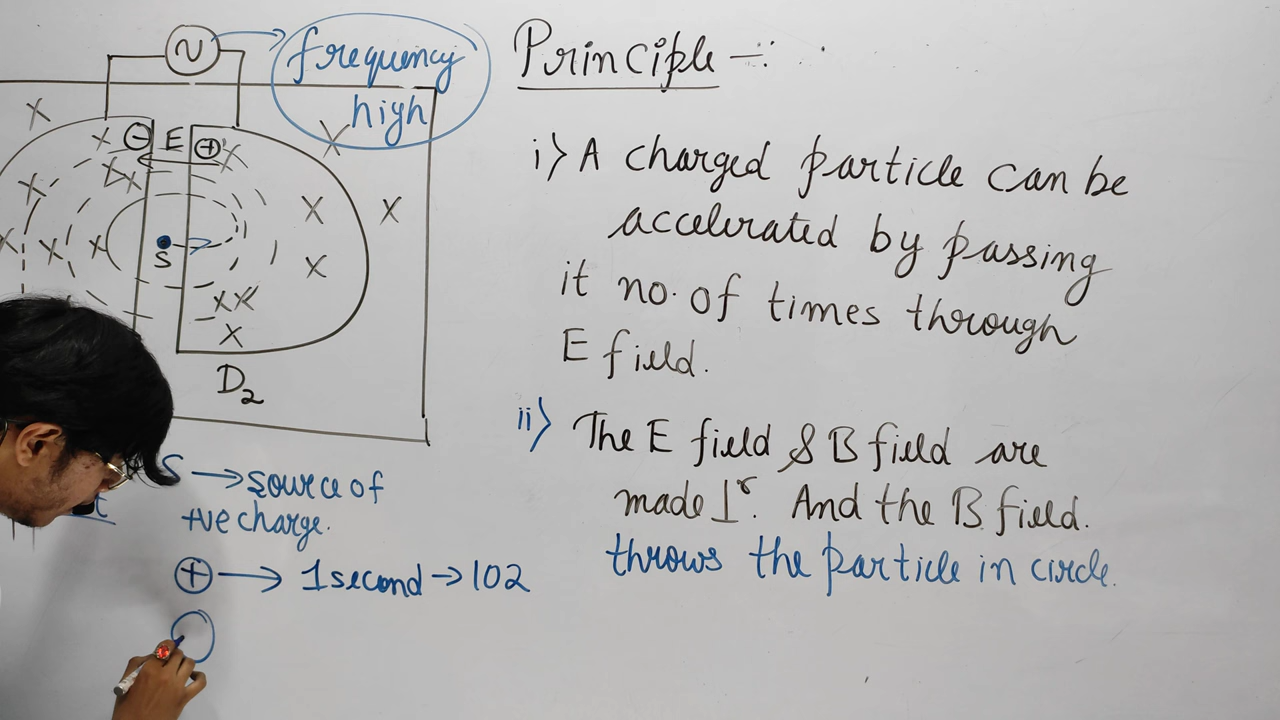 frequency
high
E
S
D₂
S → source of
+ve charge.
⊕ → 1 second → 102
Principle –:
i> A charged particle can be
accelerated by passing
it no. of times through
E field.
ii> The E field & B field are
made ⊥ʳ. And the B field.
throws the particle in circle.